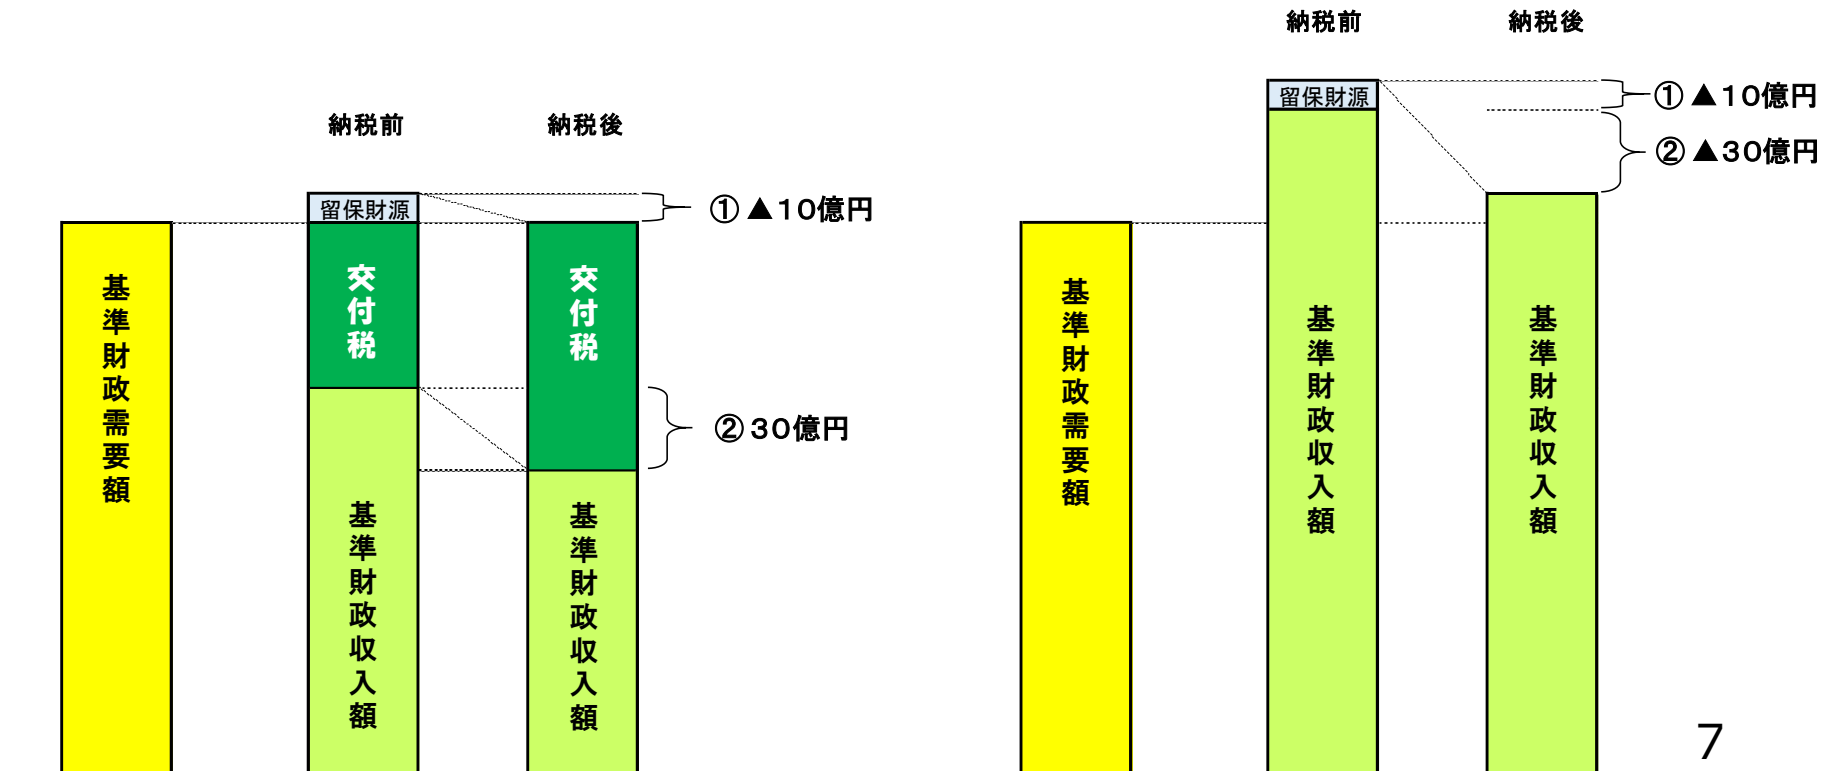 納税前
納税後
留保財源
① ▲10億円
基準財政需要額
交付税
交付税
② 30億円
基準財政収入額
基準財政収入額
納税前
納税後
留保財源
① ▲10億円
② ▲30億円
基準財政需要額
基準財政収入額
基準財政収入額
7